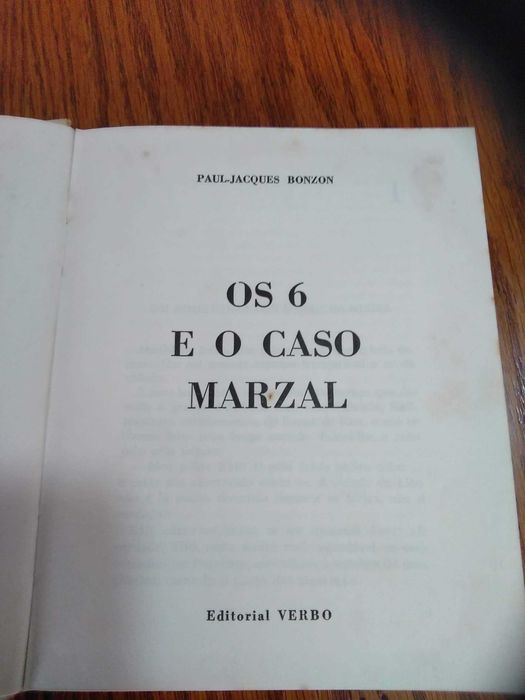 PAUL-JACQUES BONZON
OS 6
E O CASO
MARZAL
Editorial VERBO